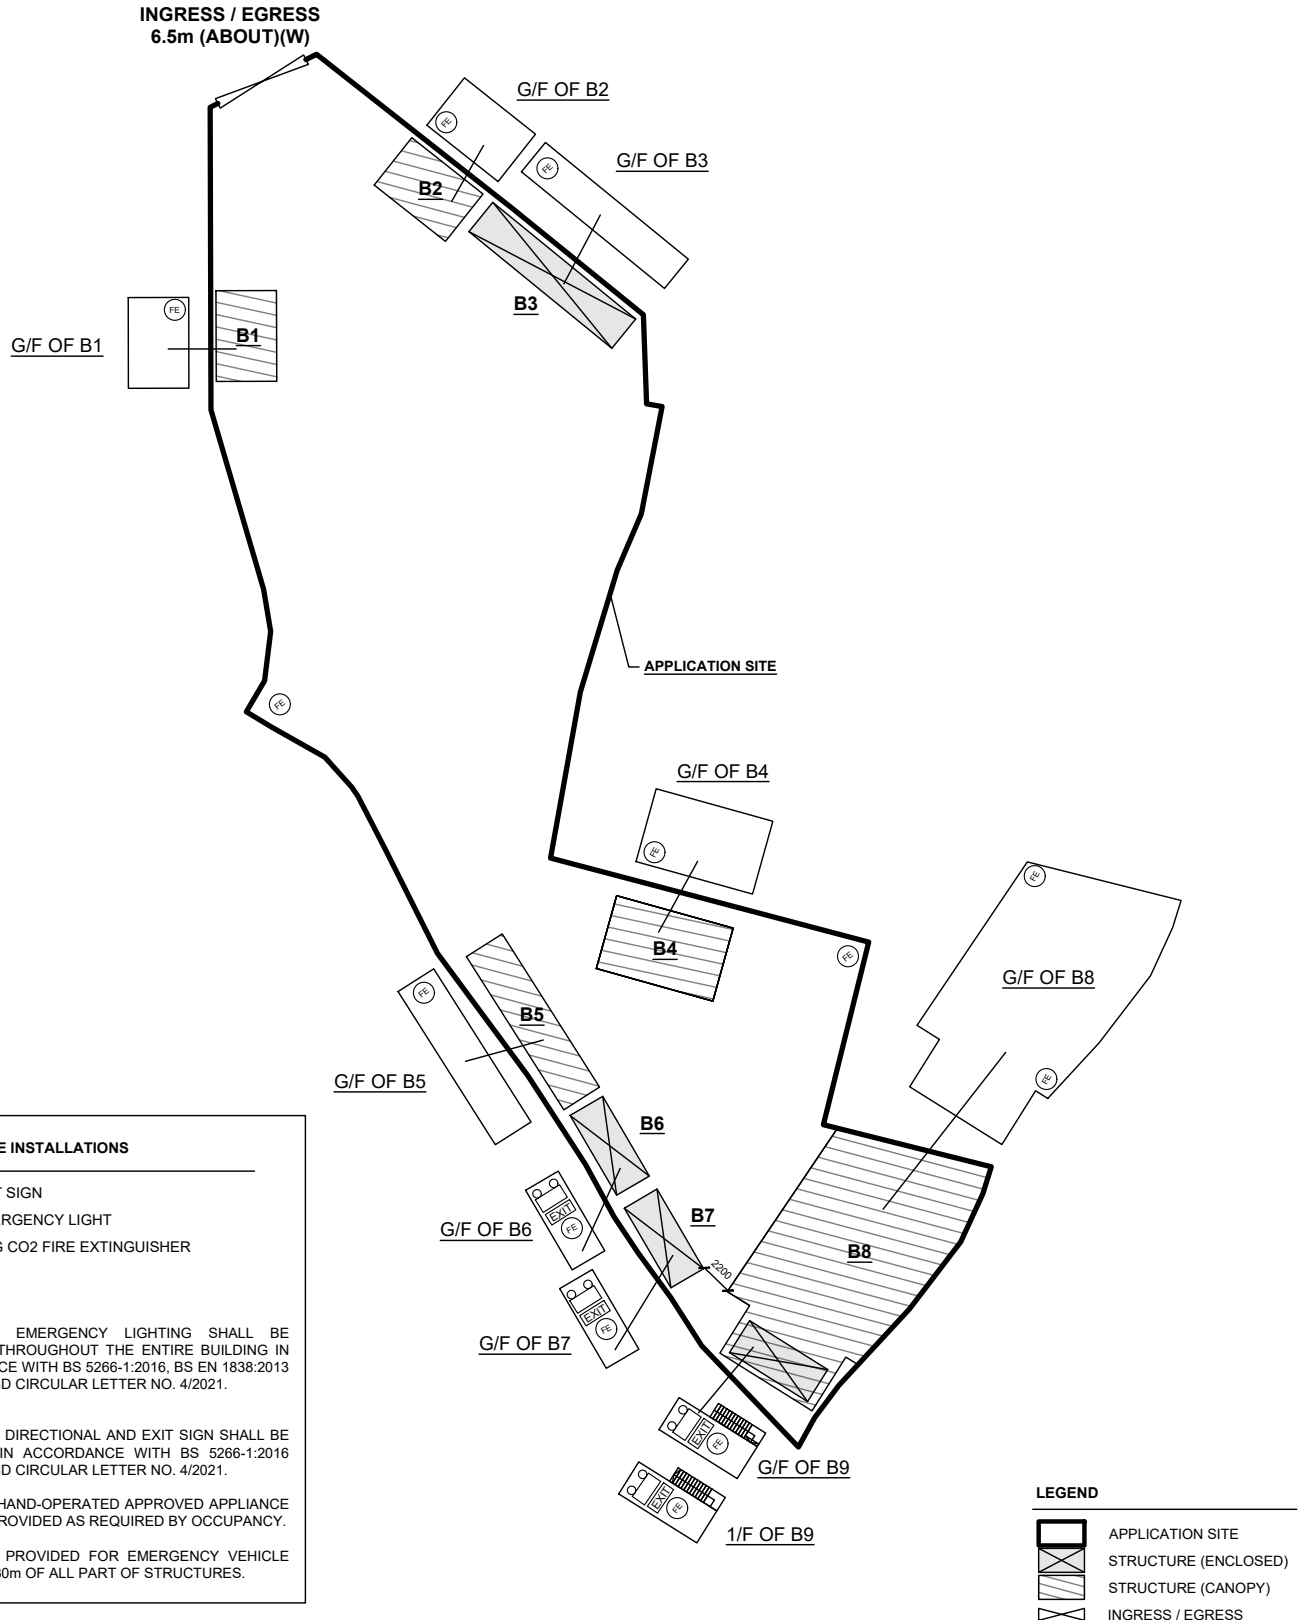 INGRESS / EGRESS
6.5m (ABOUT)(W)
G/F OF B2
FE
G/F OF B3
FE
B2
B3
FE
G/F OF B1
B1
APPLICATION SITE
FE
G/F OF B4
FE
FE
B4
FE
G/F OF B8
FE
FE
B5
G/F OF B5
B6
EXIT
FE
G/F OF B6
B7
2200
B8
EXIT
FE
G/F OF B7
EXIT
FE
G/F OF B9
EXIT
FE
1/F OF B9
INSTALLATIONS
SIGN
LIGHT
CO2 FIRE EXTINGUISHER
EMERGENCY LIGHTING SHALL BE
THROUGHOUT THE ENTIRE BUILDING IN
WITH BS 5266-1:2016, BS EN 1838:2013
CIRCULAR LETTER NO. 4/2021.
DIRECTIONAL AND EXIT SIGN SHALL BE
IN ACCORDANCE WITH BS 5266-1:2016
CIRCULAR LETTER NO. 4/2021.
HAND-OPERATED APPROVED APPLIANCE
AS REQUIRED BY OCCUPANCY.
PROVIDED FOR EMERGENCY VEHICLE
OF ALL PART OF STRUCTURES.
LEGEND
APPLICATION SITE
STRUCTURE (ENCLOSED)
STRUCTURE (CANOPY)
INGRESS / EGRESS